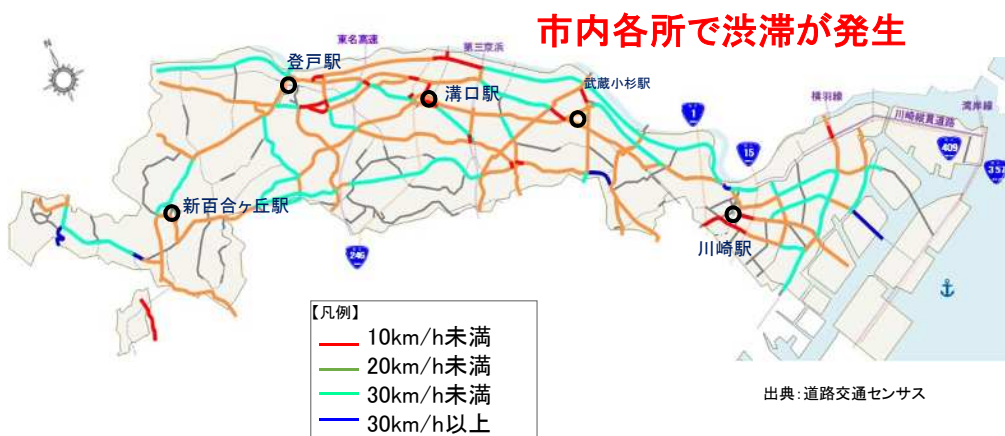 市内各所で渋滞が発生
N
東名高速
第三京浜
登戸駅
武蔵小杉駅
溝口駅
1
横羽線
湾岸線
川崎縦貫道路
15
409
357
新百合ヶ丘駅
川崎駅
246
【凡例】
10km/h未満
20km/h未満
30km/h未満
30km/h以上
出典:道路交通センサス